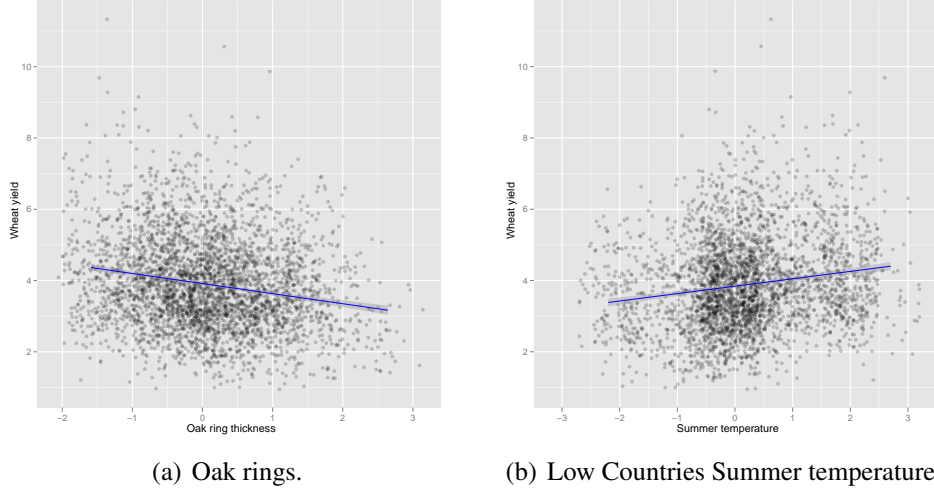 10
8
6
4
2
Wheat yield
−2 −1 0 1 2 3
Oak ring thickness
(a) Oak rings.
10
8
6
4
2
Wheat yield
−3 −2 −1 0 1 2 3
Summer temperature
(b) Low Countries Summer temperature